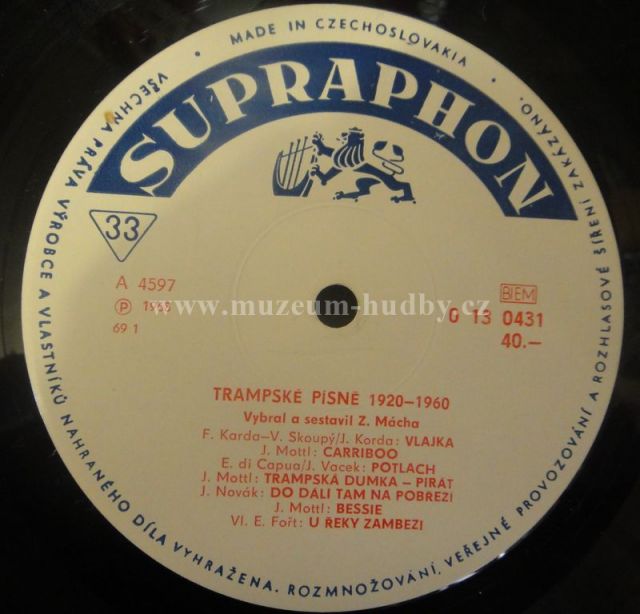 MADE IN CZECHOSLOVAKIA
SUPRAPHON
33
A 4597
Ⓟ 1968
69 1
BIEM
0 13 0431
40.—
www.muzeum-hudby.cz
TRAMPSKÉ PÍSNĚ 1920–1960
Vybral a sestavil Z. Mácha
F. Karda–V. Skoupý/J. Korda: VLAJKA
J. Mottl: CARRIBOO
E. di Capua/J. Vacek: POTLACH
J. Mottl: TRAMPSKÁ DUMKA – PIRÁT
J. Novák: DO DÁLI TAM NA POBŘEŽÍ
J. Mottl: BESSIE
Vl. E. Fořt: U ŘEKY ZAMBEZI
VŠECHNA PRÁVA VÝROBCE A VLASTNÍKŮ NAHRANÉHO DÍLA VYHRAŽENA. ROZMNOŽOVÁNÍ, VEŘEJNÉ PROVOZOVÁNÍ A ROZHLASOVÉ ŠÍŘENÍ ZAKÁZÁNO.